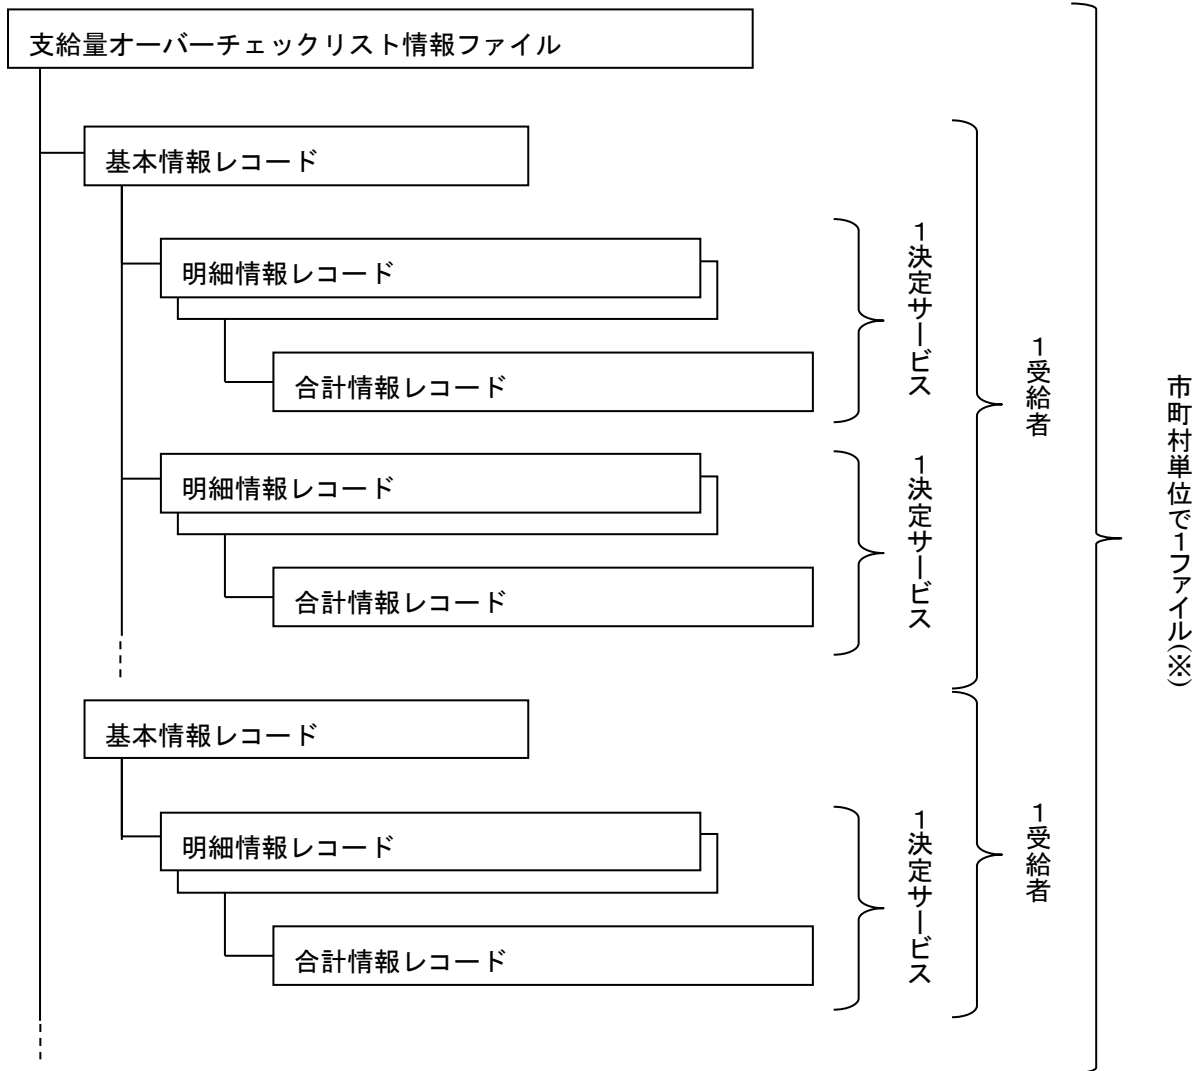 支給量オーバーチェックリスト情報ファイル
基本情報レコード
明細情報レコード
合計情報レコード
1決定サービス
明細情報レコード
合計情報レコード
1決定サービス
1受給者
基本情報レコード
明細情報レコード
合計情報レコード
1決定サービス
1受給者
市町村単位で1ファイル(※)